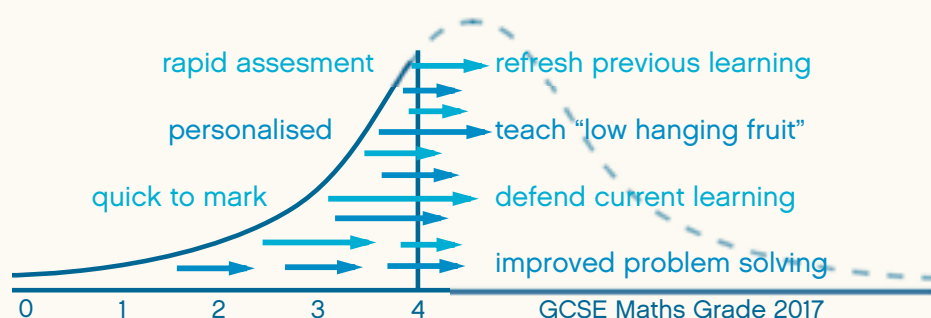 rapid assesment
refresh previous learning
personalised
teach “low hanging fruit”
quick to mark
defend current learning
improved problem solving
0 1 2 3 4 GCSE Maths Grade 2017